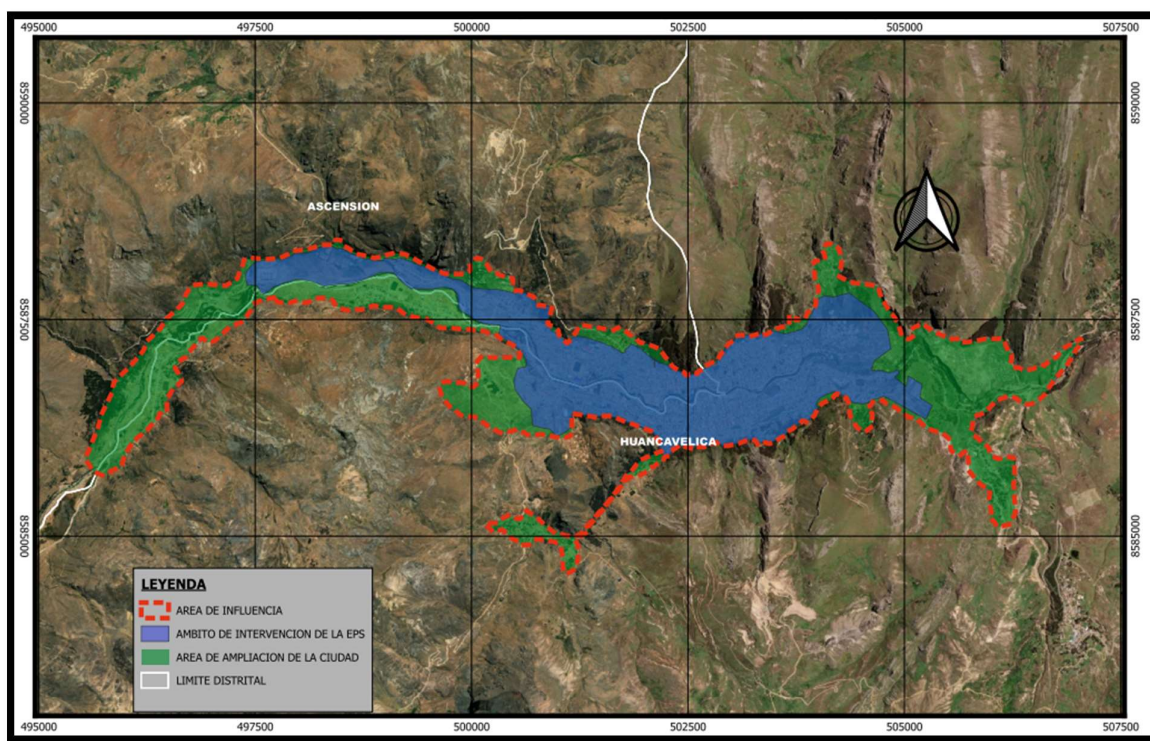 495000 497500 500000 502500 505000 507500
8590000 8590000
ASCENSION
8587500 8587500
HUANCAVELICA
8585000 8585000
LEYENDA
AREA DE INFLUENCIA
AMBITO DE INTERVENCION DE LA EPS
AREA DE AMPLIACION DE LA CIUDAD
LIMITE DISTRITAL
495000 497500 500000 502500 505000 507500